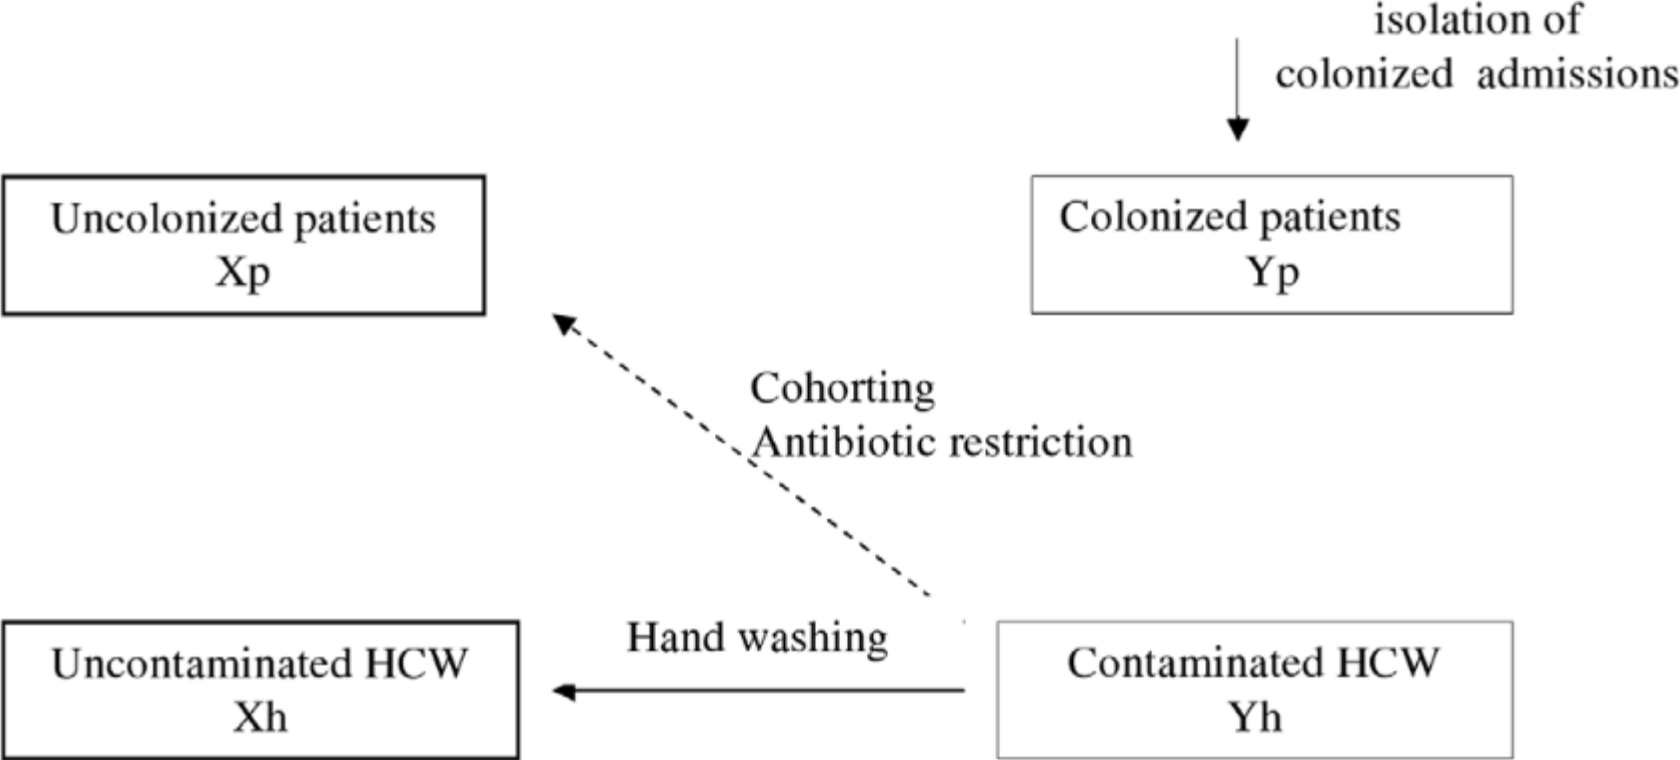 isolation of
colonized admissions
Uncolonized patients
Xp
Colonized patients
Yp
Cohorting
Antibiotic restriction
Hand washing
Uncontaminated HCW
Xh
Contaminated HCW
Yh